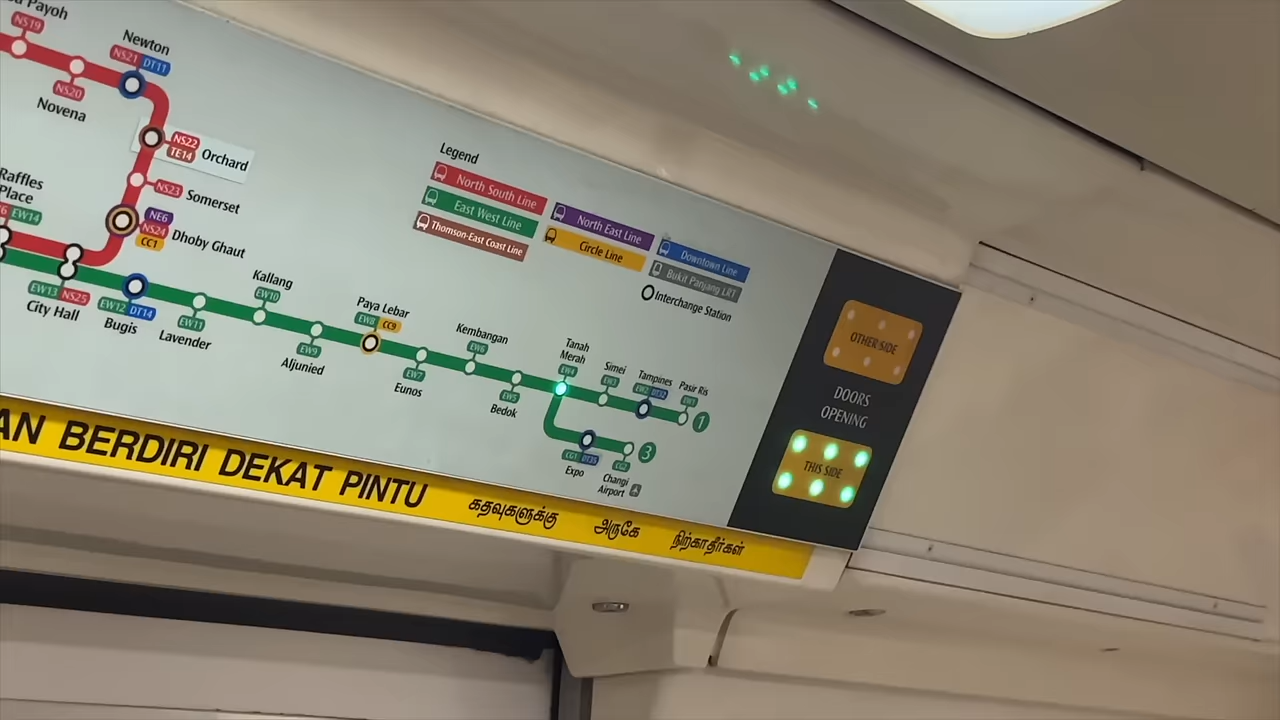 Payoh
NS19
Newton
NS21 DT11
NS20
Novena
NS22
TE14
Orchard
NS23
Somerset
NE6
NS24
CC1
Dhoby Ghaut
Raffles
Place
EW14
EW13 NS25
City Hall
EW12 DT14
Bugis
EW11
Lavender
Kallang
EW10
EW9
Aljunied
Paya Lebar
EW8 CC9
EW7
Eunos
Kembangan
EW6
EW5
Bedok
Tanah
Merah
EW4
Simei
EW3
Tampines
EW2 DT32
Pasir Ris
EW1
1
CG1 DT35
Expo
3
CG2
Changi
Airport
Legend
North South Line
East West Line
Thomson-East Coast Line
North East Line
Circle Line
Downtown Line
Bukit Panjang LRT
Interchange Station
OTHER SIDE
DOORS
OPENING
THIS SIDE
AN BERDIRI DEKAT PINTU கதவுகளுக்கு அருகே நிற்காதீர்கள்